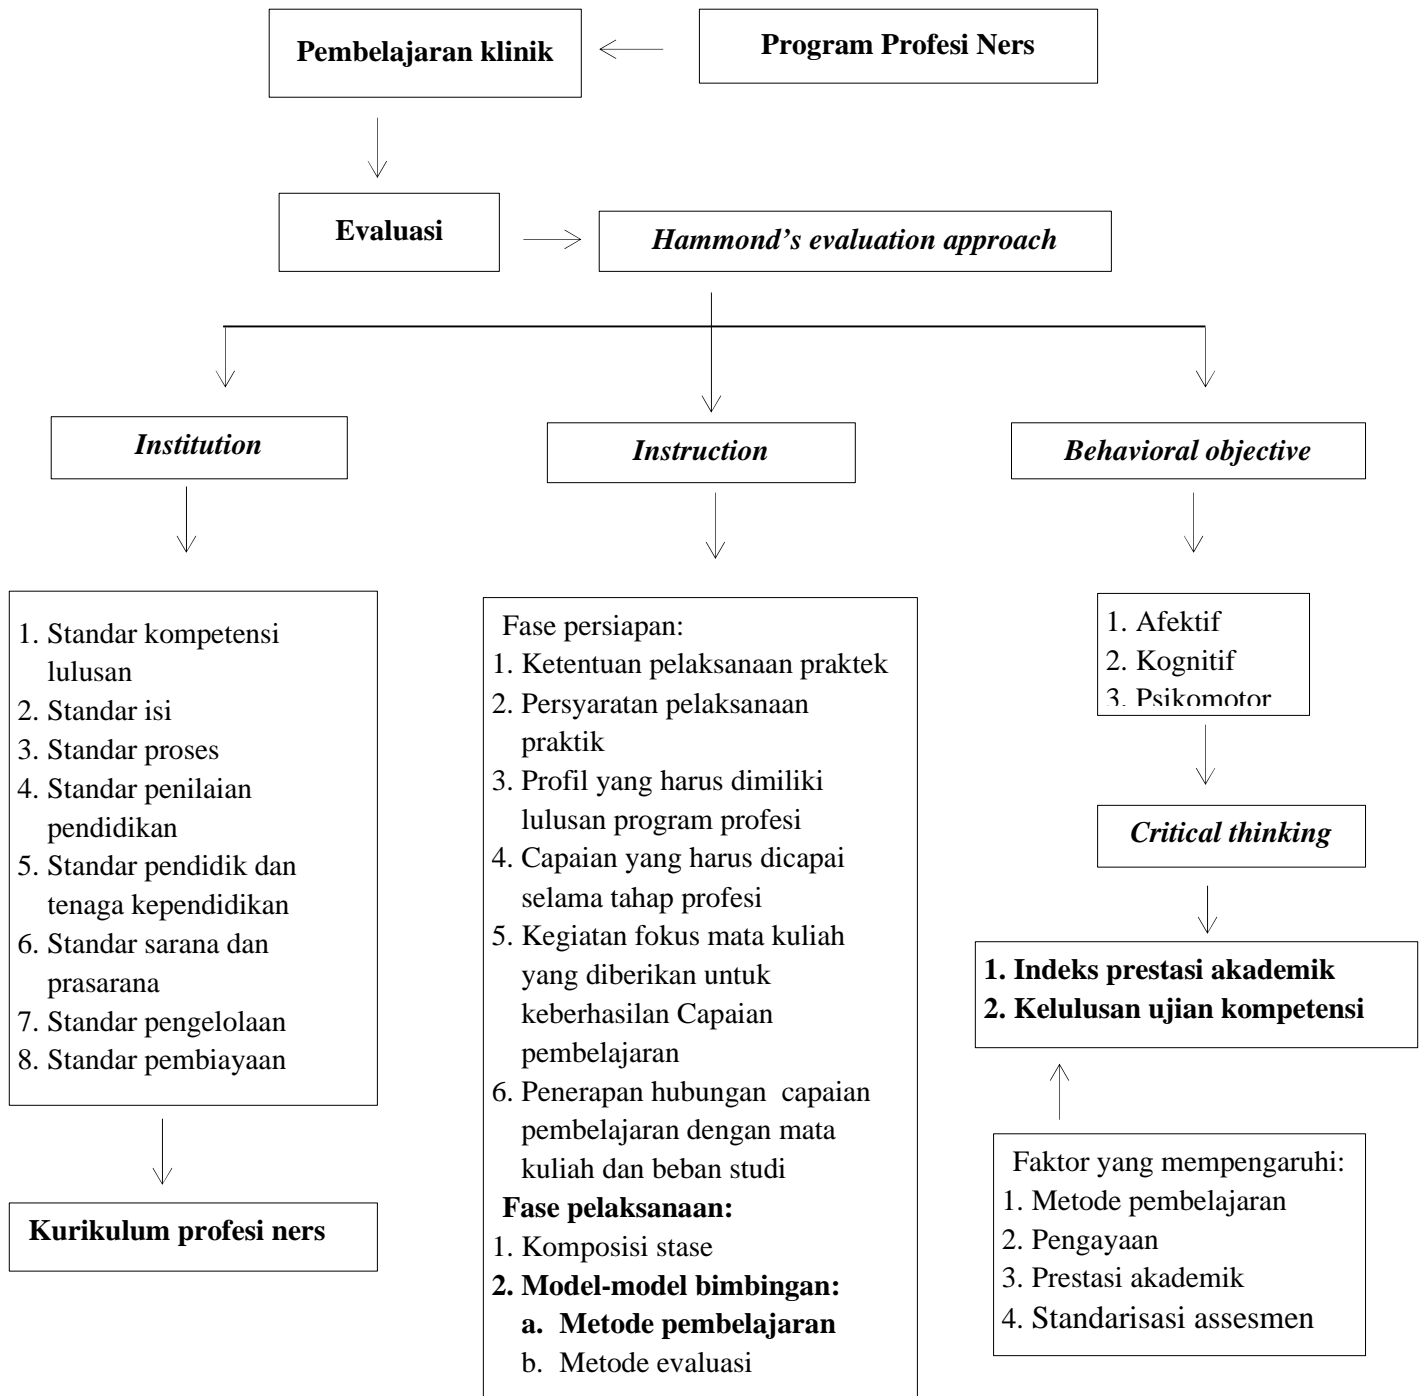 Pembelajaran klinik
Program Profesi Ners
Evaluasi
Hammond’s evaluation approach
Institution
Instruction
Behavioral objective
1. Standar kompetensi
lulusan
2. Standar isi
3. Standar proses
4. Standar penilaian
pendidikan
5. Standar pendidik dan
tenaga kependidikan
6. Standar sarana dan
prasarana
7. Standar pengelolaan
8. Standar pembiayaan
Kurikulum profesi ners
Fase persiapan:
1. Ketentuan pelaksanaan praktek
2. Persyaratan pelaksanaan
praktik
3. Profil yang harus dimiliki
lulusan program profesi
4. Capaian yang harus dicapai
selama tahap profesi
5. Kegiatan fokus mata kuliah
yang diberikan untuk
keberhasilan Capaian
pembelajaran
6. Penerapan hubungan capaian
pembelajaran dengan mata
kuliah dan beban studi
Fase pelaksanaan:
1. Komposisi stase
2. Model-model bimbingan:
a. Metode pembelajaran
b. Metode evaluasi
1. Afektif
2. Kognitif
3. Psikomotor
Critical thinking
1. Indeks prestasi akademik
2. Kelulusan ujian kompetensi
Faktor yang mempengaruhi:
1. Metode pembelajaran
2. Pengayaan
3. Prestasi akademik
4. Standarisasi assesmen